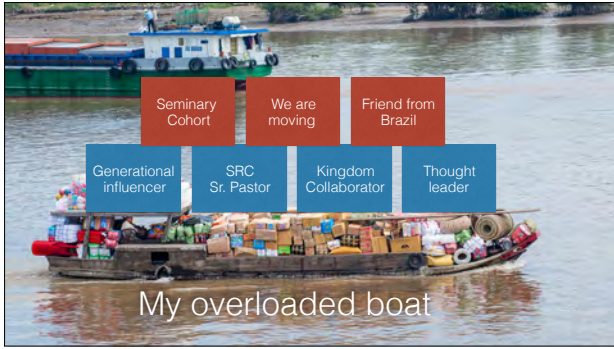 Seminary
Cohort
We are
moving
Friend from
Brazil
Generational
influencer
SRC
Sr. Pastor
Kingdom
Collaborator
Thought
leader
My overloaded boat